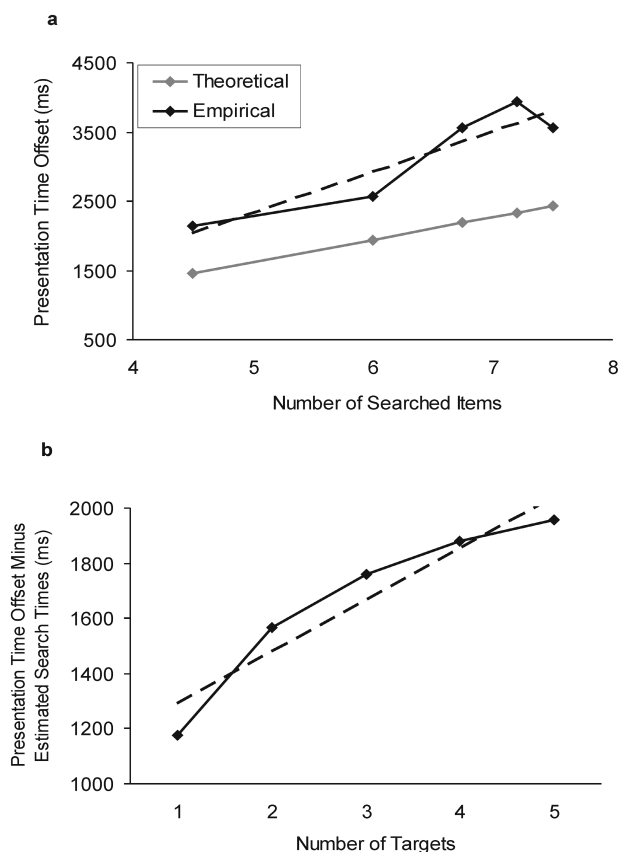 a
Presentation Time Offset (ms)
4500
3500
2500
1500
500
Theoretical
Empirical
4 5 6 7 8
Number of Searched Items
b
Presentation Time Offset Minus
Estimated Search Times (ms)
2000
1800
1600
1400
1200
1000
1 2 3 4 5
Number of Targets